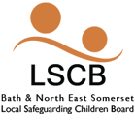 LSCB
Bath & North East Somerset
Local Safeguarding Children Board